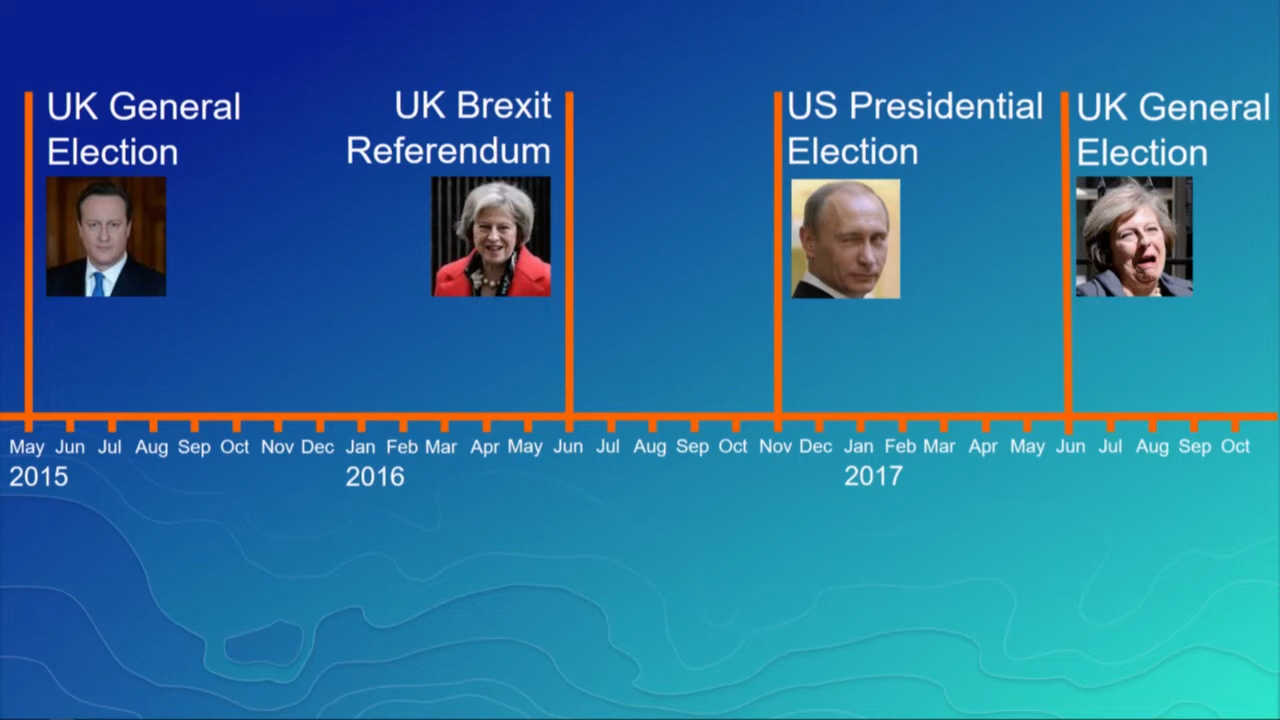 UK General
Election
UK Brexit
Referendum
US Presidential
Election
UK General
Election
May Jun Jul Aug Sep Oct Nov Dec Jan Feb Mar Apr May Jun Jul Aug Sep Oct Nov Dec Jan Feb Mar Apr May Jun Jul Aug Sep Oct
2015 2016 2017